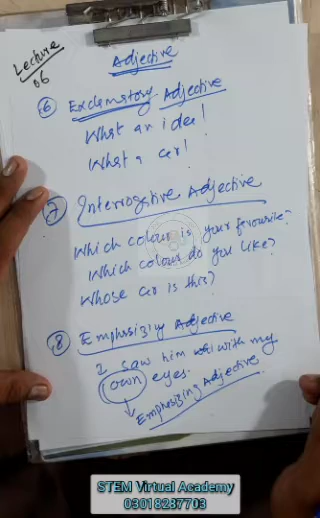 Lecture
06
Adjective
⑥ Exclamatory Adjective
What an idea!
What a car!
⑦ Interrogative Adjective
Which colour is your favourite?
Which colour do you like?
Whose car is this?
⑧ Emphasizing Adjective
I saw him with my
own eyes.
Emphasizing Adjective
STEM Virtual Academy
03018287703